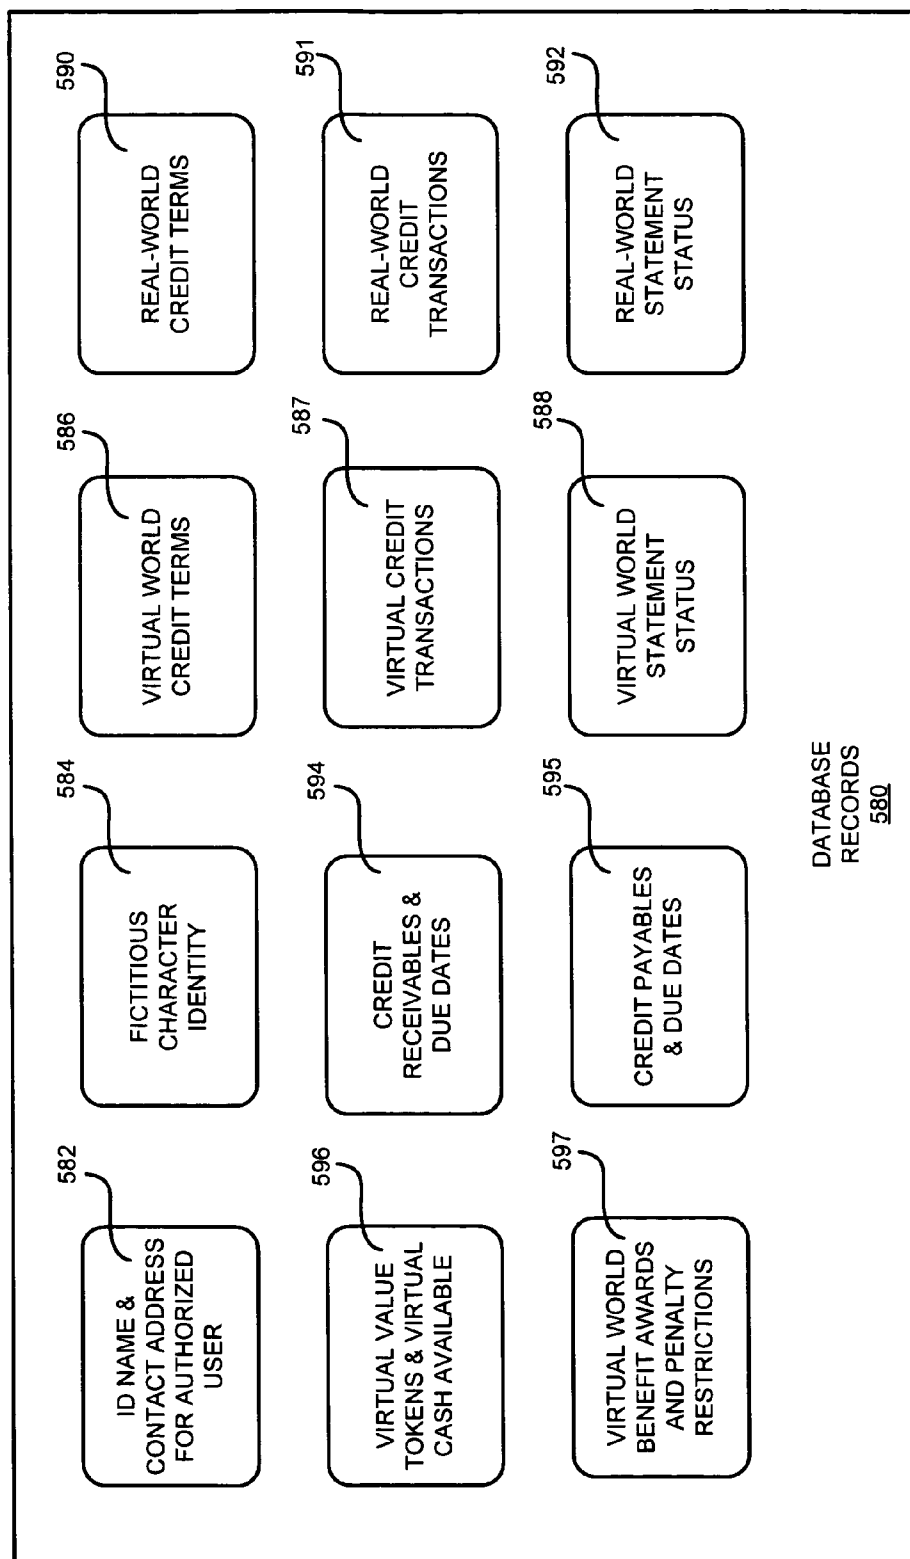 582
ID NAME &
CONTACT ADDRESS
FOR AUTHORIZED
USER
584
FICTITIOUS
CHARACTER
IDENTITY
586
VIRTUAL WORLD
CREDIT TERMS
590
REAL-WORLD
CREDIT TERMS
596
VIRTUAL VALUE
TOKENS & VIRTUAL
CASH AVAILABLE
594
CREDIT
RECEIVABLES &
DUE DATES
587
VIRTUAL CREDIT
TRANSACTIONS
591
REAL-WORLD
CREDIT
TRANSACTIONS
597
VIRTUAL WORLD
BENEFIT AWARDS
AND PENALTY
RESTRICTIONS
595
CREDIT PAYABLES
& DUE DATES
588
VIRTUAL WORLD
STATEMENT
STATUS
592
REAL-WORLD
STATEMENT
STATUS
DATABASE
RECORDS
580